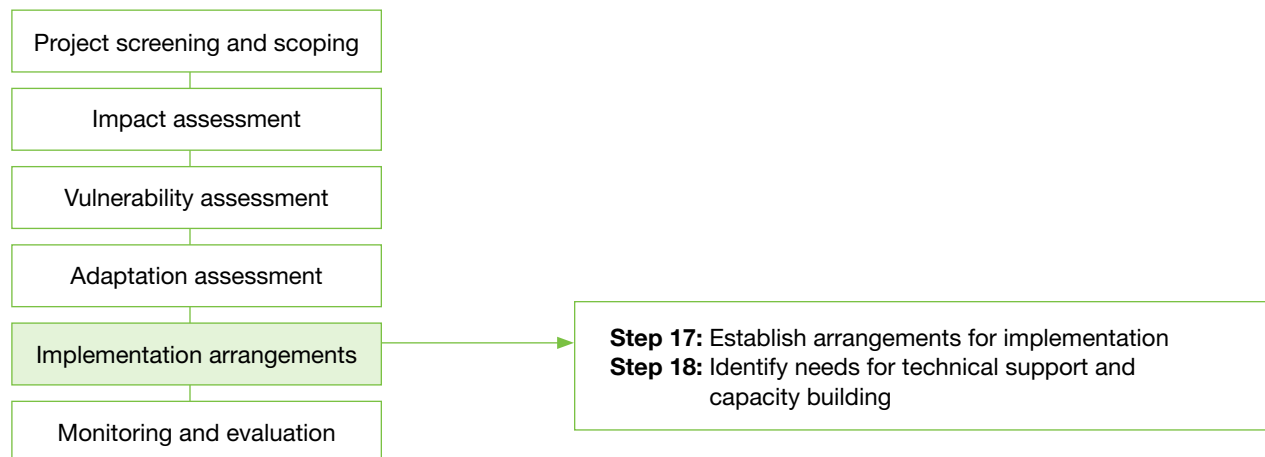 Project screening and scoping
Impact assessment
Vulnerability assessment
Adaptation assessment
Implementation arrangements
Monitoring and evaluation
Step 17: Establish arrangements for implementation
Step 18: Identify needs for technical support and
capacity building